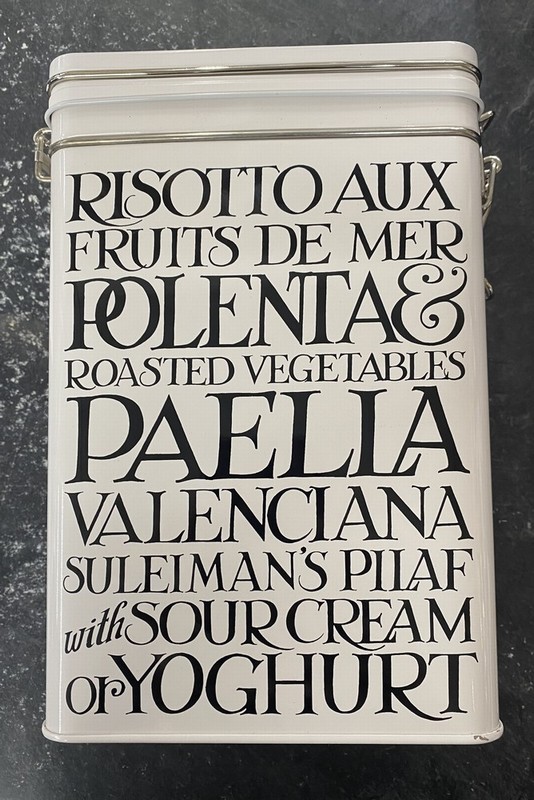 RISOTTO AUX
FRUITS DE MER
POLENTA &
ROASTED VEGETABLES
PAELLA
VALENCIANA
SULEIMAN'S PILAF
with SOUR CREAM
or YOGHURT